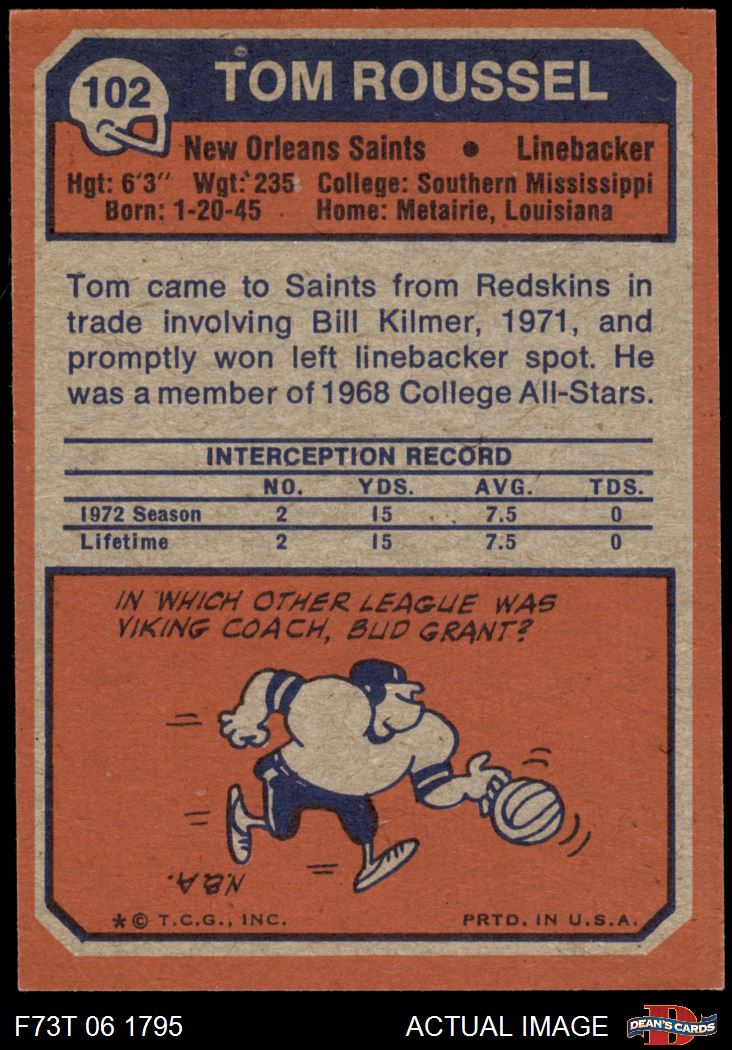 102
TOM ROUSSEL
New Orleans Saints • Linebacker
Hgt: 6'3" Wgt: 235 College: Southern Mississippi
Born: 1-20-45 Home: Metairie, Louisiana
Tom came to Saints from Redskins in
trade involving Bill Kilmer, 1971, and
promptly won left linebacker spot. He
was a member of 1968 College All-Stars.
INTERCEPTION RECORD
NO. YDS. AVG. TDS.
1972 Season 2 15 7.5 0
Lifetime 2 15 7.5 0
IN WHICH OTHER LEAGUE WAS
VIKING COACH, BUD GRANT?
N.B.A.
* © T.C.G., INC. PRTD. IN U.S.A.
F73T 06 1795 ACTUAL IMAGE D DEAN'S CARDS